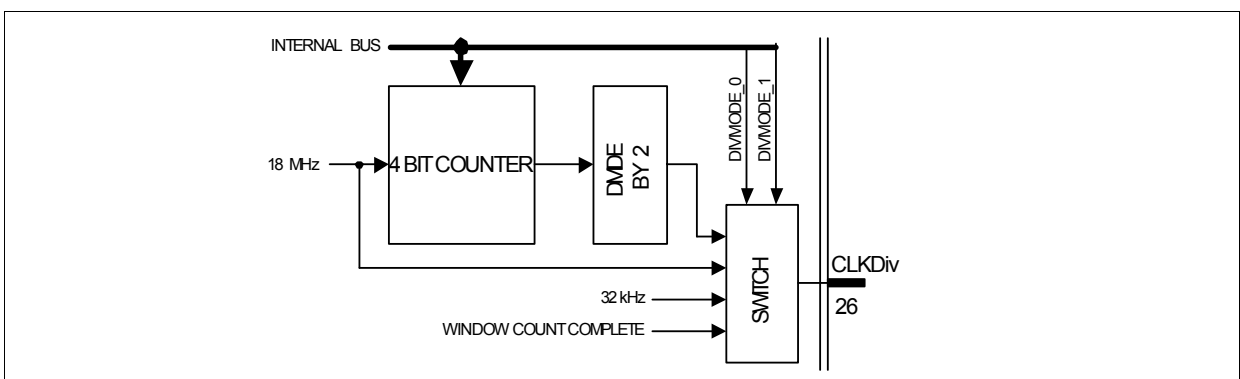 INTERNAL BUS
DIVMODE_0
DIVMODE_1
18 MHz
4 BIT COUNTER
DIVIDE
BY 2
SWITCH
CLKDiv
26
32 kHz
WINDOW COUNT COMPLETE